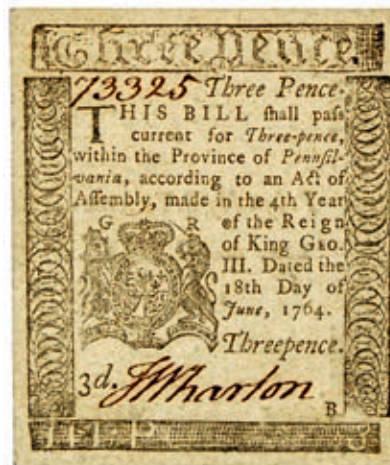 Three Pence.
73325 Three Pence.
THIS BILL shall pass
current for Three-pence,
within the Province of Pennsil-
vania, according to an Act of
Assembly, made in the 4th Year
G R of the Reign
of King GEO.
III. Dated the
18th Day of
June, 1764.
Threepence.
3d. Wharton
B